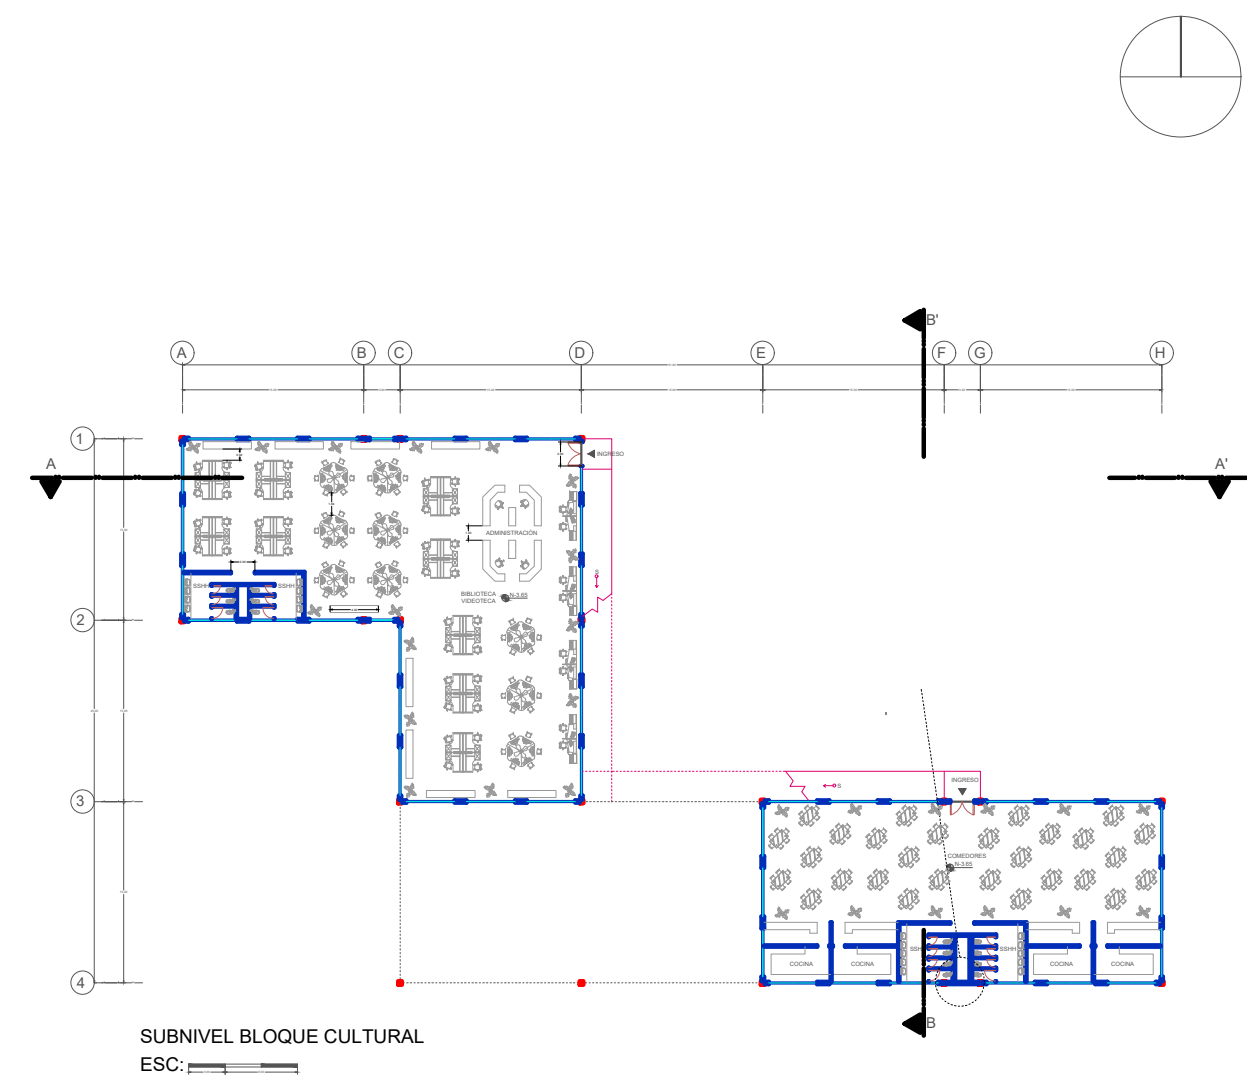 B'
A B C D E F G H
1
INGRESO
A A'
ADMINISTRACIÓN
S
SSHH SSHH
BIBLIOTECA
VIDEOTECA
N-3.65
2
INGRESO
S
3
COMEDORES
N-3.65
SSHH SSHH
COCINA COCINA COCINA COCINA
4
B
SUBNIVEL BLOQUE CULTURAL
ESC: